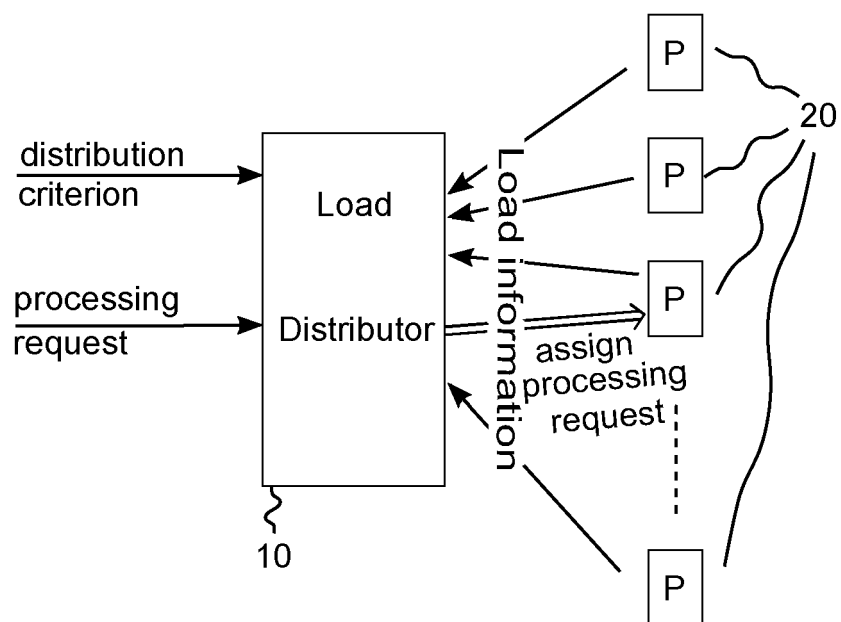 distribution
criterion
processing
request
Load
Distributor
10
Load information
assign
processing
request
P
P
P
P
20